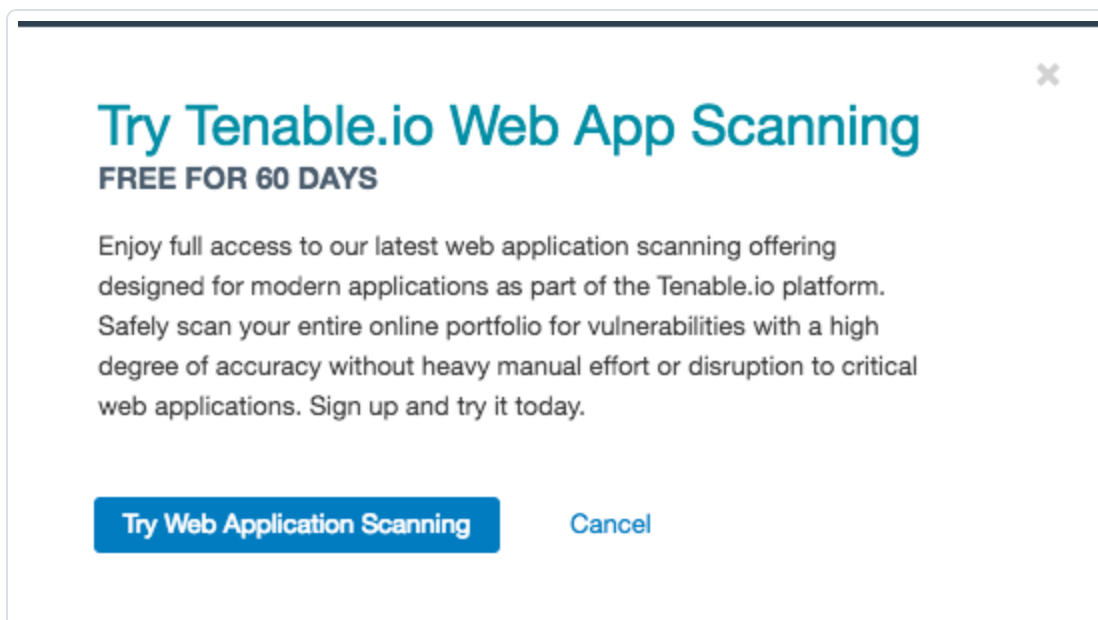 Try Tenable.io Web App Scanning
FREE FOR 60 DAYS
Enjoy full access to our latest web application scanning offering
designed for modern applications as part of the Tenable.io platform.
Safely scan your entire online portfolio for vulnerabilities with a high
degree of accuracy without heavy manual effort or disruption to critical
web applications. Sign up and try it today.
Try Web Application Scanning
Cancel